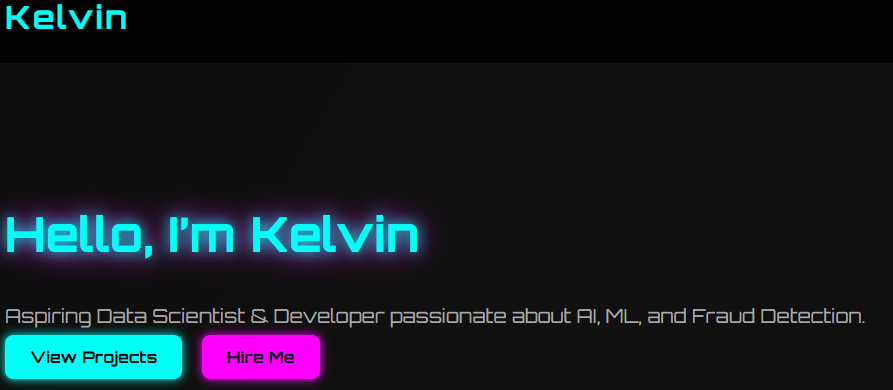 Kelvin
Hello, I’m Kelvin
Aspiring Data Scientist & Developer passionate about AI, ML, and Fraud Detection.
View Projects
Hire Me